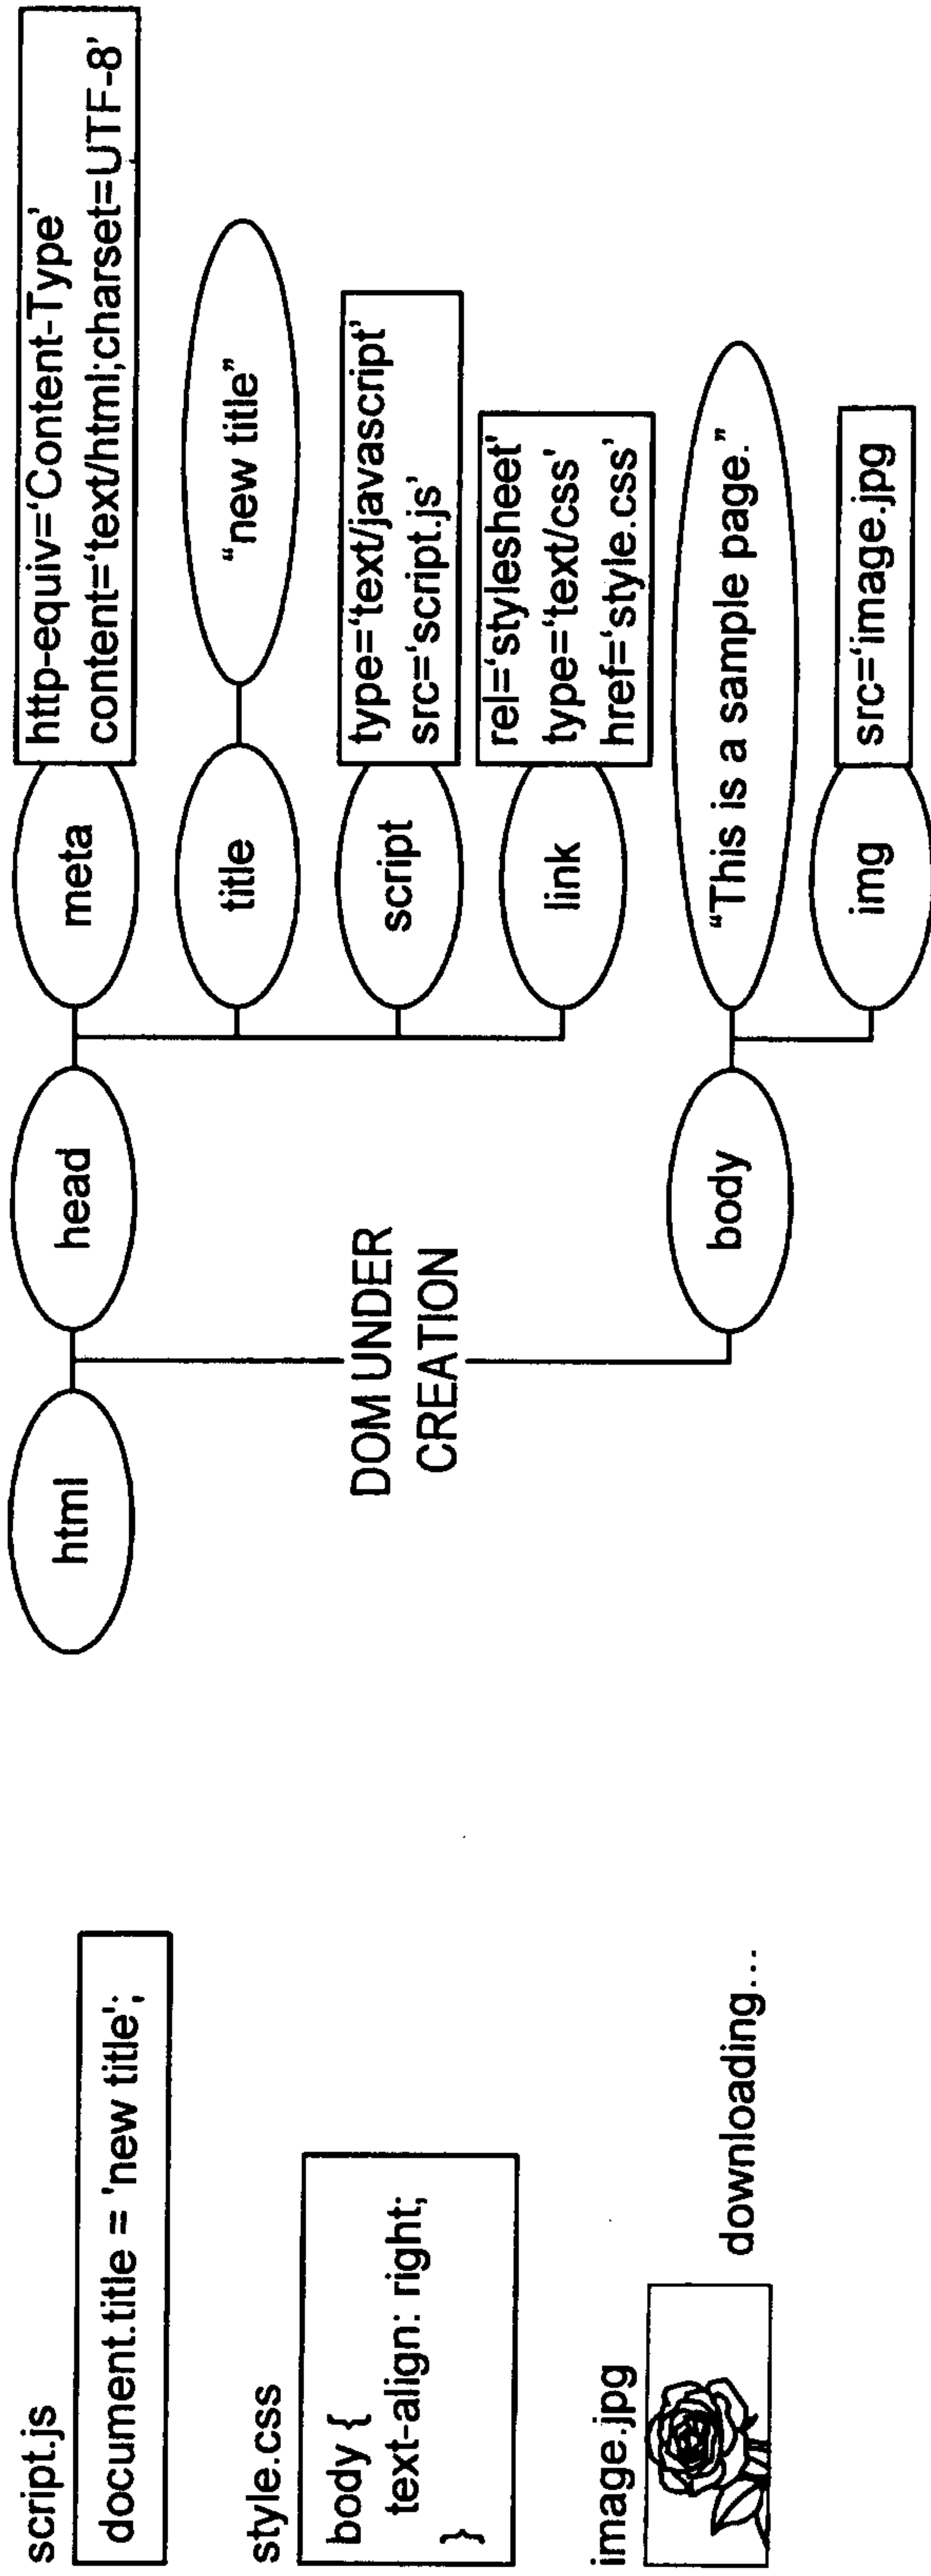 script.js
document.title = 'new title';
style.css
body {
text-align: right;
}
image.jpg
downloading...
html
head
meta
http-equiv=‘Content-Type’
content=‘text/html;charset=UTF-8’
title
“new title”
script
type=‘text/javascript’
src=‘script.js’
link
rel=‘stylesheet’
type=‘text/css’
href=‘style.css’
DOM UNDER
CREATION
body
“This is a sample page.”
img
src=‘image.jpg